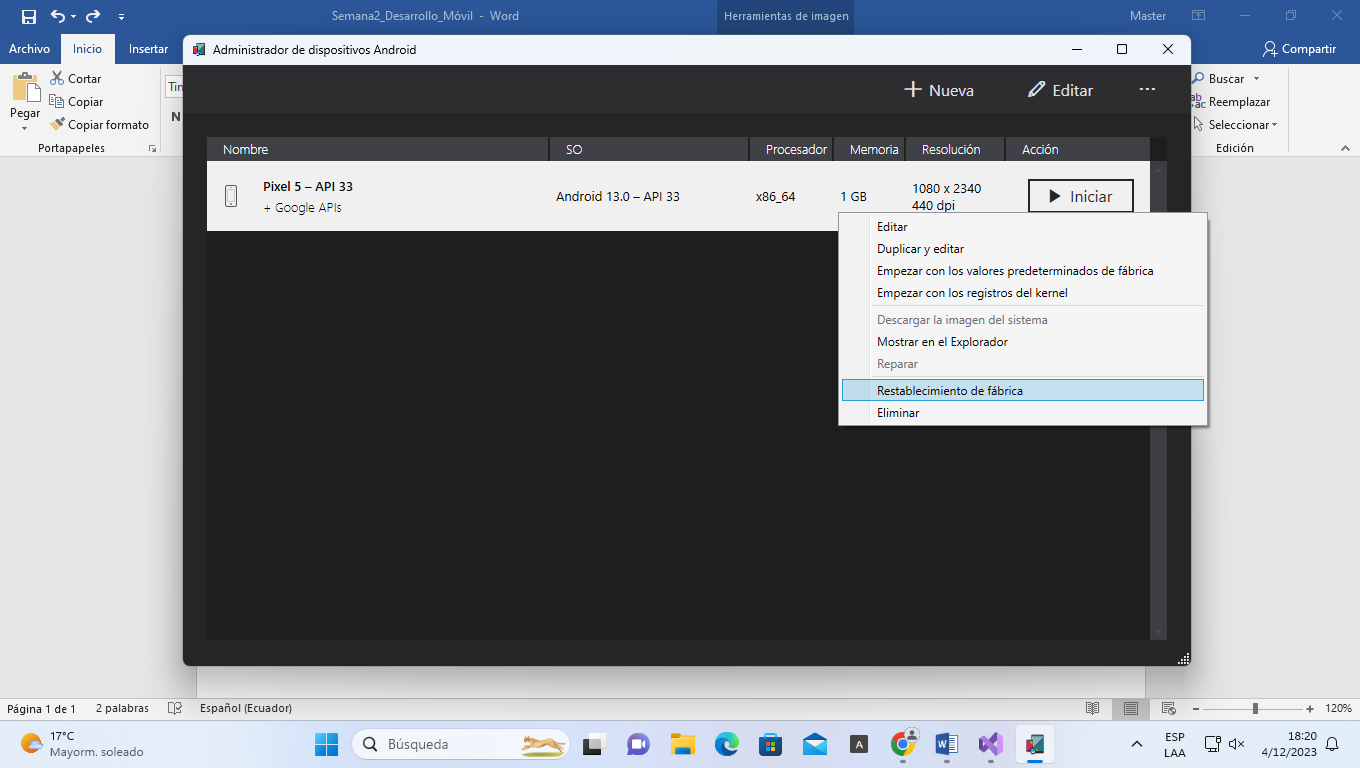 Semana2_Desarrollo_Móvil - Word
Herramientas de imagen
Master
Archivo
Inicio
Insertar
Compartir
Administrador de dispositivos Android
Pegar
Cortar
Copiar
Copiar formato
Portapapeles
Tin
N
Nueva
Editar
Buscar
Reemplazar
Seleccionar
Edición
Nombre
SO
Procesador
Memoria
Resolución
Acción
Pixel 5 – API 33
+ Google APIs
Android 13.0 – API 33
x86_64
1 GB
1080 x 2340
440 dpi
Iniciar
Editar
Duplicar y editar
Empezar con los valores predeterminados de fábrica
Empezar con los registros del kernel
Descargar la imagen del sistema
Mostrar en el Explorador
Reparar
Restablecimiento de fábrica
Eliminar
Página 1 de 1
2 palabras
Español (Ecuador)
120%
17°C
Mayorm. soleado
Búsqueda
A
ESP
LAA
18:20
4/12/2023